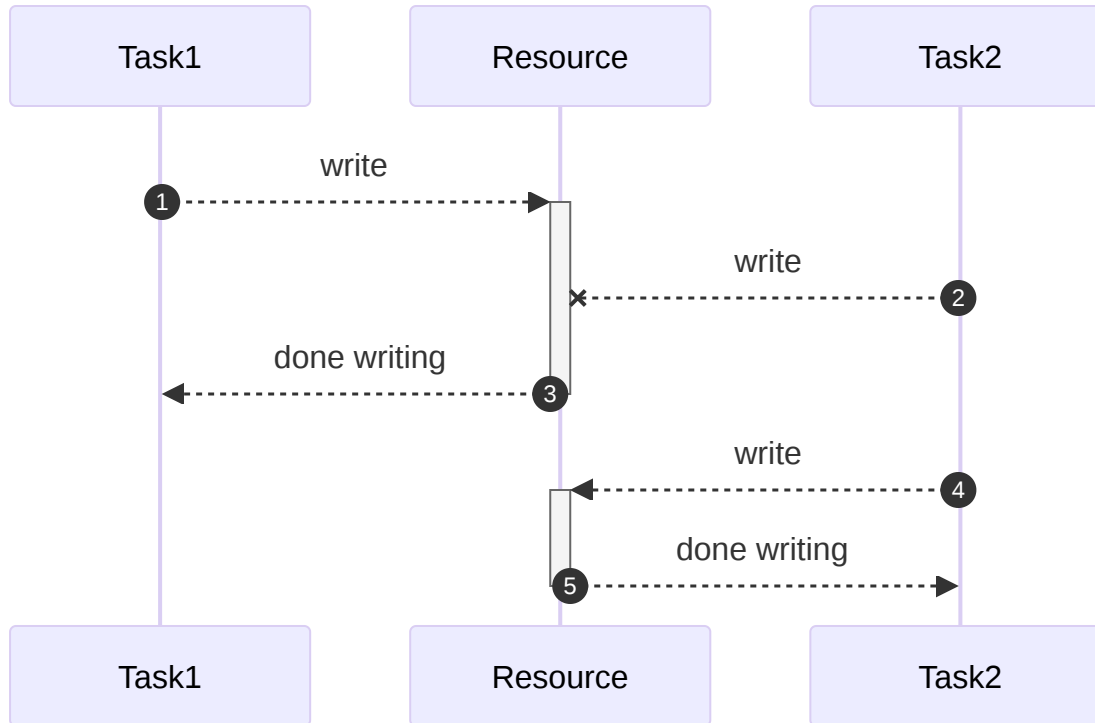 Task1
Resource
Task2
write
1
write
2
done writing
3
write
4
done writing
5
Task1
Resource
Task2